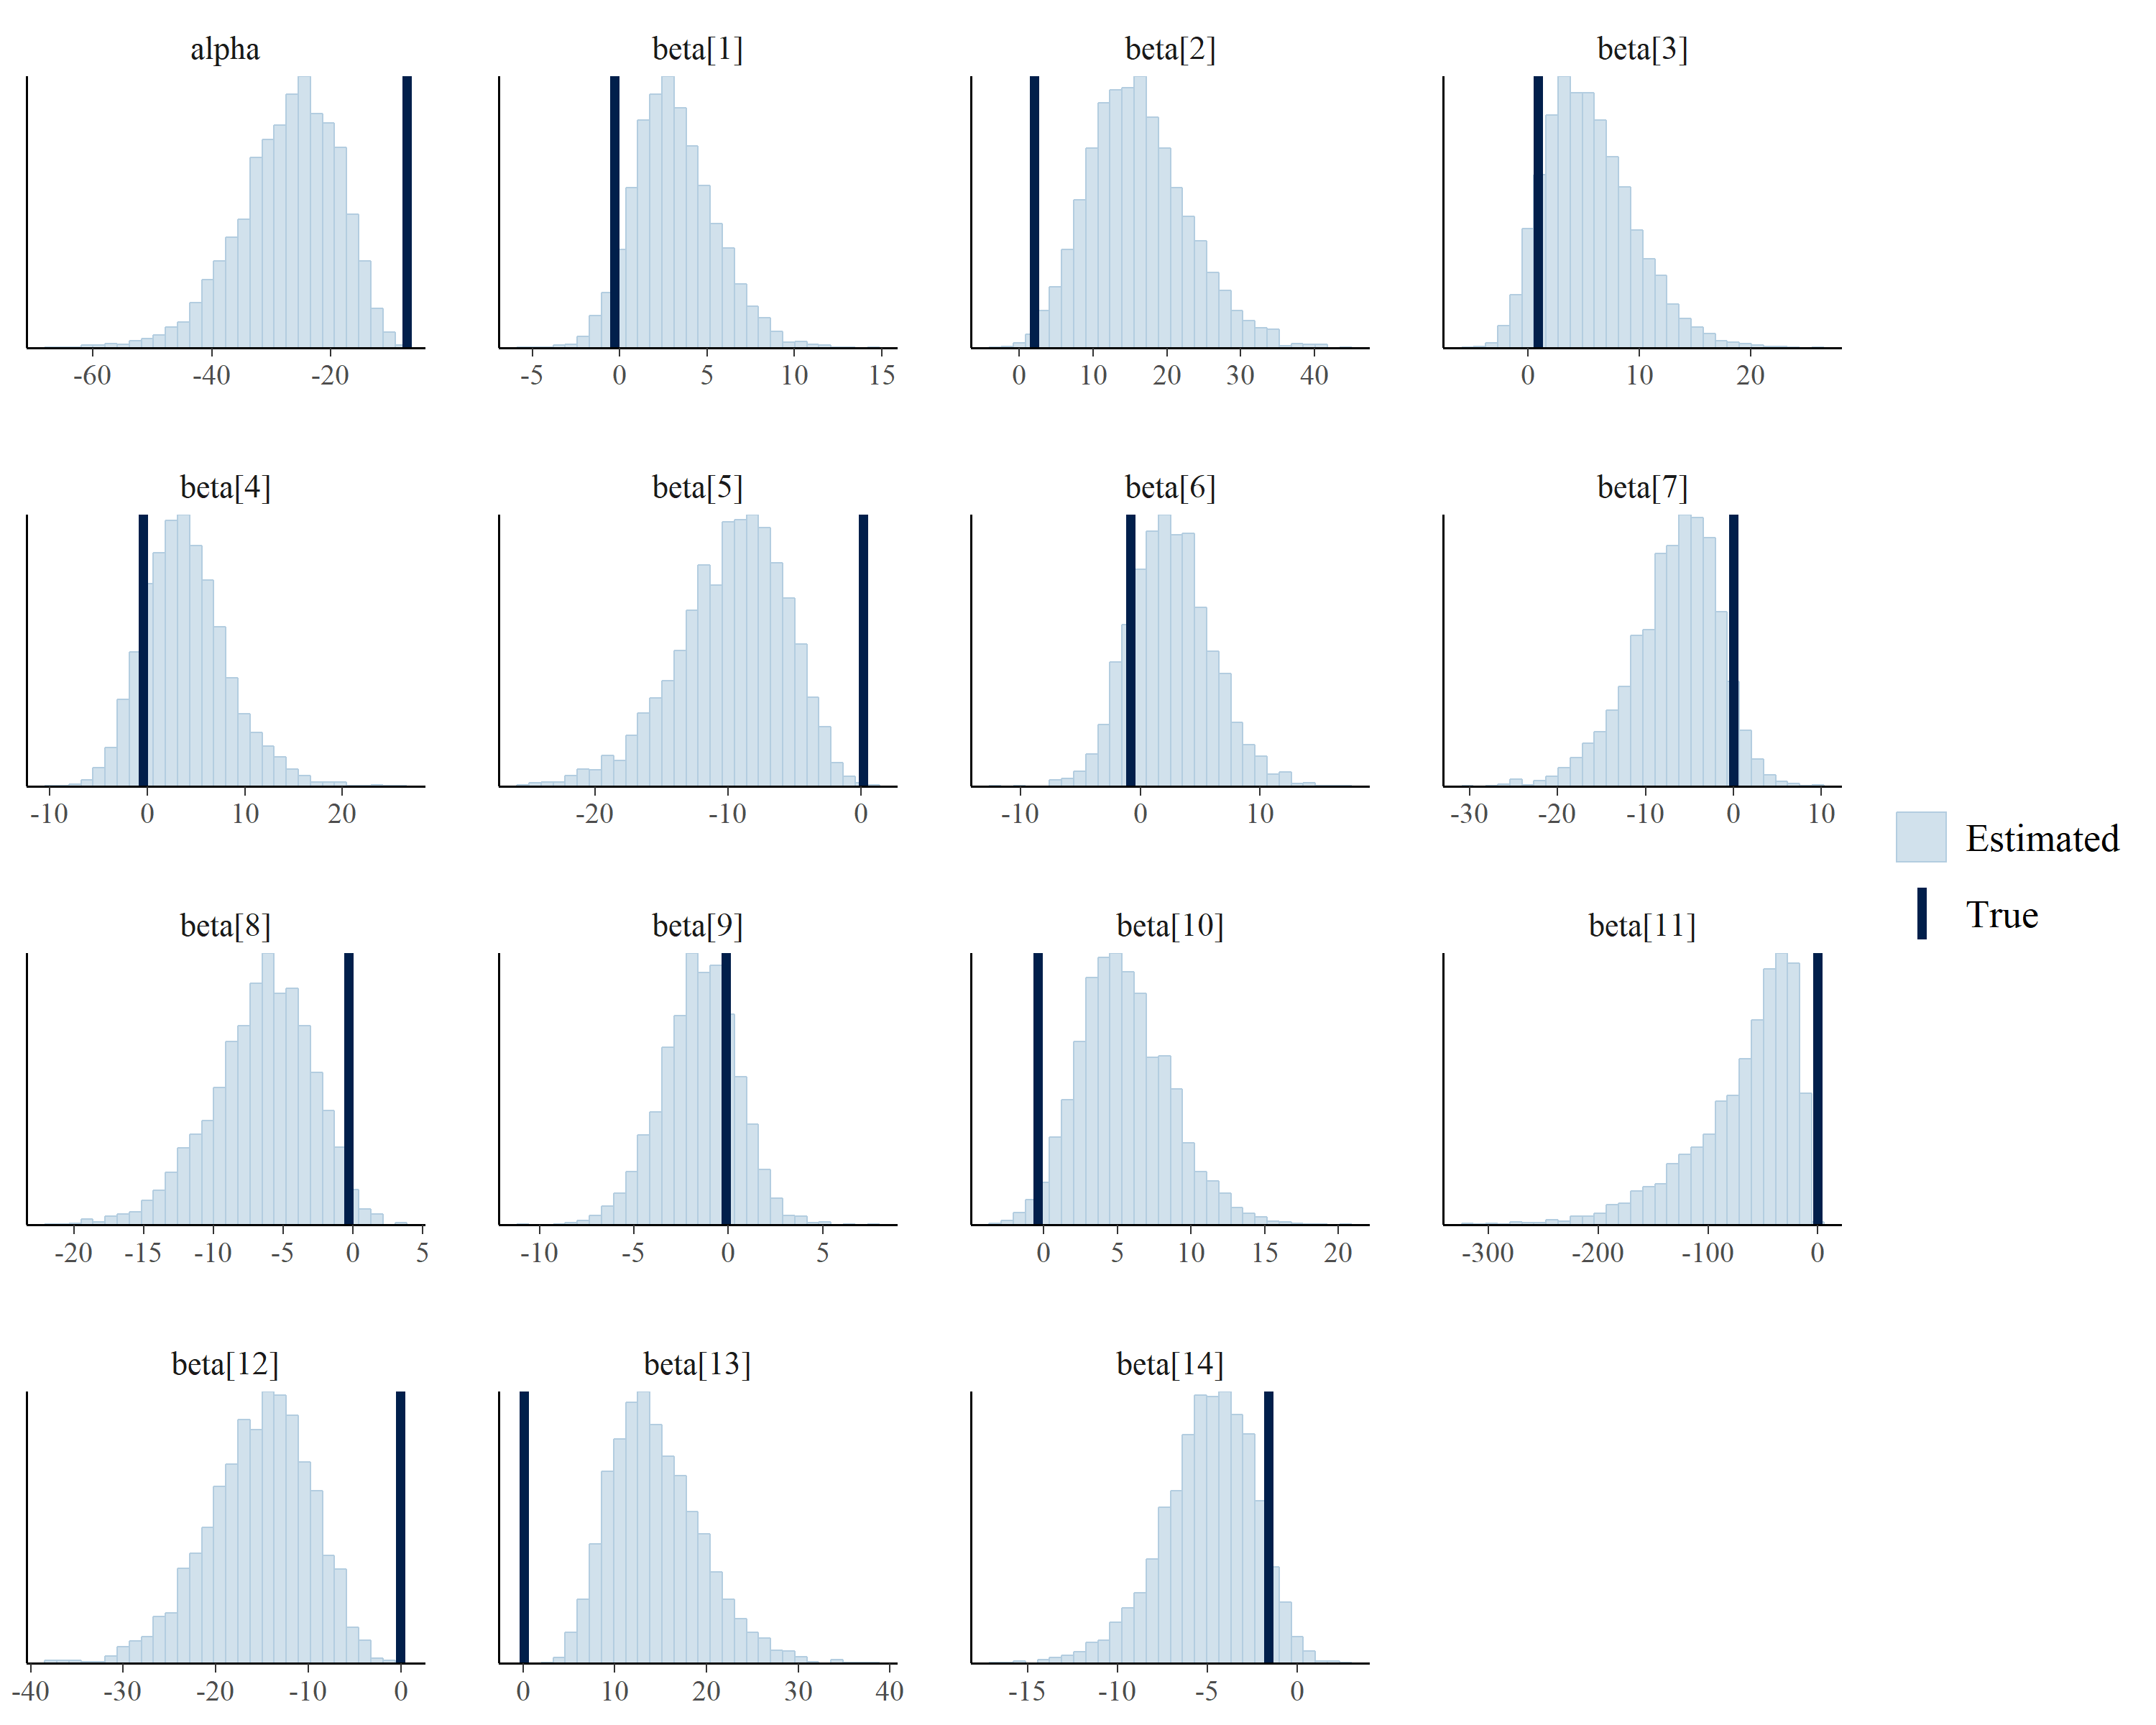 alpha beta[1] beta[2] beta[3]
-60 -40 -20 -5 0 5 10 15 0 10 20 30 40 0 10 20
beta[4] beta[5] beta[6] beta[7]
-10 0 10 20 -20 -10 0 -10 0 10 -30 -20 -10 0 10
Estimated
True
beta[8] beta[9] beta[10] beta[11]
-20 -15 -10 -5 0 5 -10 -5 0 5 0 5 10 15 20 -300 -200 -100 0
beta[12] beta[13] beta[14]
-40 -30 -20 -10 0 0 10 20 30 40 -15 -10 -5 0